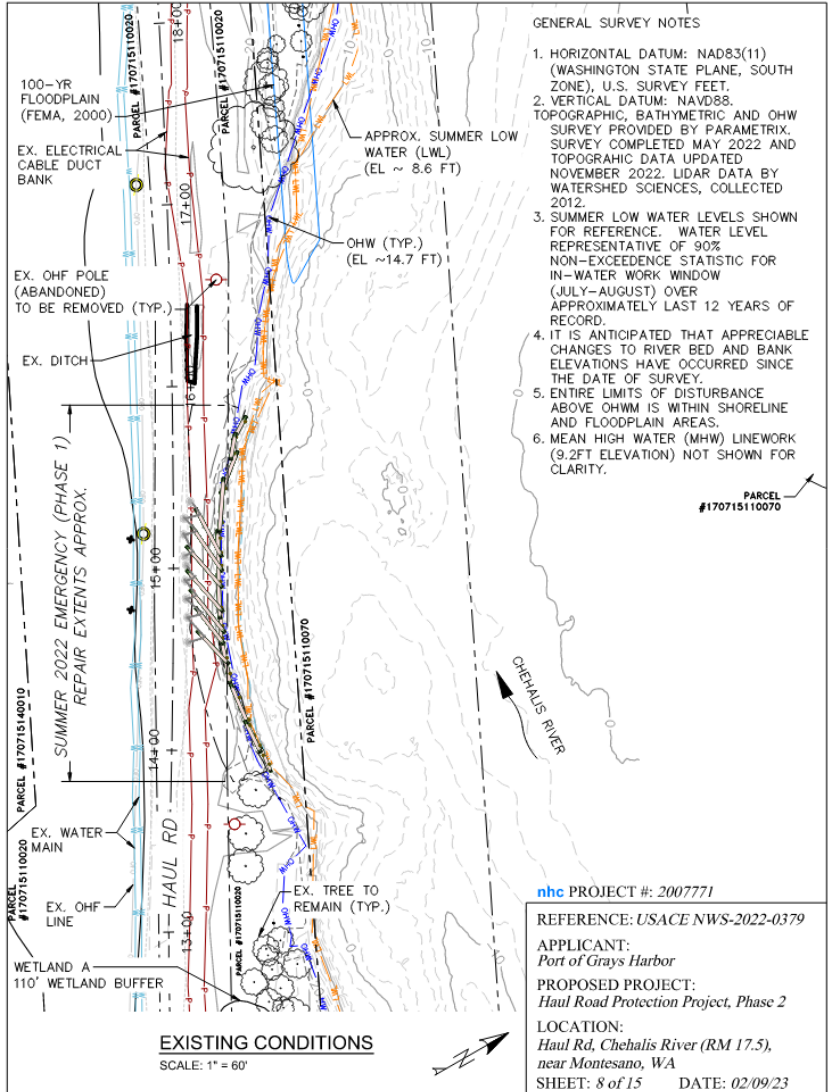 GENERAL SURVEY NOTES
1. HORIZONTAL DATUM: NAD83(11)
(WASHINGTON STATE PLANE, SOUTH
ZONE), U.S. SURVEY FEET.
2. VERTICAL DATUM: NAVD88.
TOPOGRAPHIC, BATHYMETRIC AND OHW
SURVEY PROVIDED BY PARAMETRIX.
SURVEY COMPLETED MAY 2022 AND
TOPOGRAHIC DATA UPDATED
NOVEMBER 2022. LIDAR DATA BY
WATERSHED SCIENCES, COLLECTED
2012.
3. SUMMER LOW WATER LEVELS SHOWN
FOR REFERENCE. WATER LEVEL
REPRESENTATIVE OF 90%
NON-EXCEEDENCE STATISTIC FOR
IN-WATER WORK WINDOW
(JULY-AUGUST) OVER
APPROXIMATELY LAST 12 YEARS OF
RECORD.
4. IT IS ANTICIPATED THAT APPRECIABLE
CHANGES TO RIVER BED AND BANK
ELEVATIONS HAVE OCCURRED SINCE
THE DATE OF SURVEY.
5. ENTIRE LIMITS OF DISTURBANCE
ABOVE OHWM IS WITHIN SHORELINE
AND FLOODPLAIN AREAS.
6. MEAN HIGH WATER (MHW) LINEWORK
(9.2FT ELEVATION) NOT SHOWN FOR
CLARITY.
PARCEL
#170715110070
100-YR
FLOODPLAIN
(FEMA, 2000)
EX. ELECTRICAL
CABLE DUCT
BANK
PARCEL #170715110020
18+00
PARCEL #170715110020
APPROX. SUMMER LOW
WATER (LWL)
(EL ~ 8.6 FT)
17+00
OHW (TYP.)
(EL ~14.7 FT)
EX. OHF POLE
(ABANDONED)
TO BE REMOVED (TYP.)
EX. DITCH
16+00
SUMMER 2022 EMERGENCY (PHASE 1)
REPAIR EXTENTS APPROX.
15+00
PARCEL #170715110070
CHEHALIS RIVER
14+00
PARCEL #170715140010
PARCEL
#170715110020
EX. WATER
MAIN
HAUL RD
EX. OHF
LINE
13+00
PARCEL #170715110020
EX. TREE TO
REMAIN (TYP.)
WETLAND A
110' WETLAND BUFFER
EXISTING CONDITIONS
SCALE: 1" = 60'
nhc PROJECT #: 2007771
REFERENCE: USACE NWS-2022-0379
APPLICANT:
Port of Grays Harbor
PROPOSED PROJECT:
Haul Road Protection Project, Phase 2
LOCATION:
Haul Rd, Chehalis River (RM 17.5),
near Montesano, WA
SHEET: 8 of 15 DATE: 02/09/23